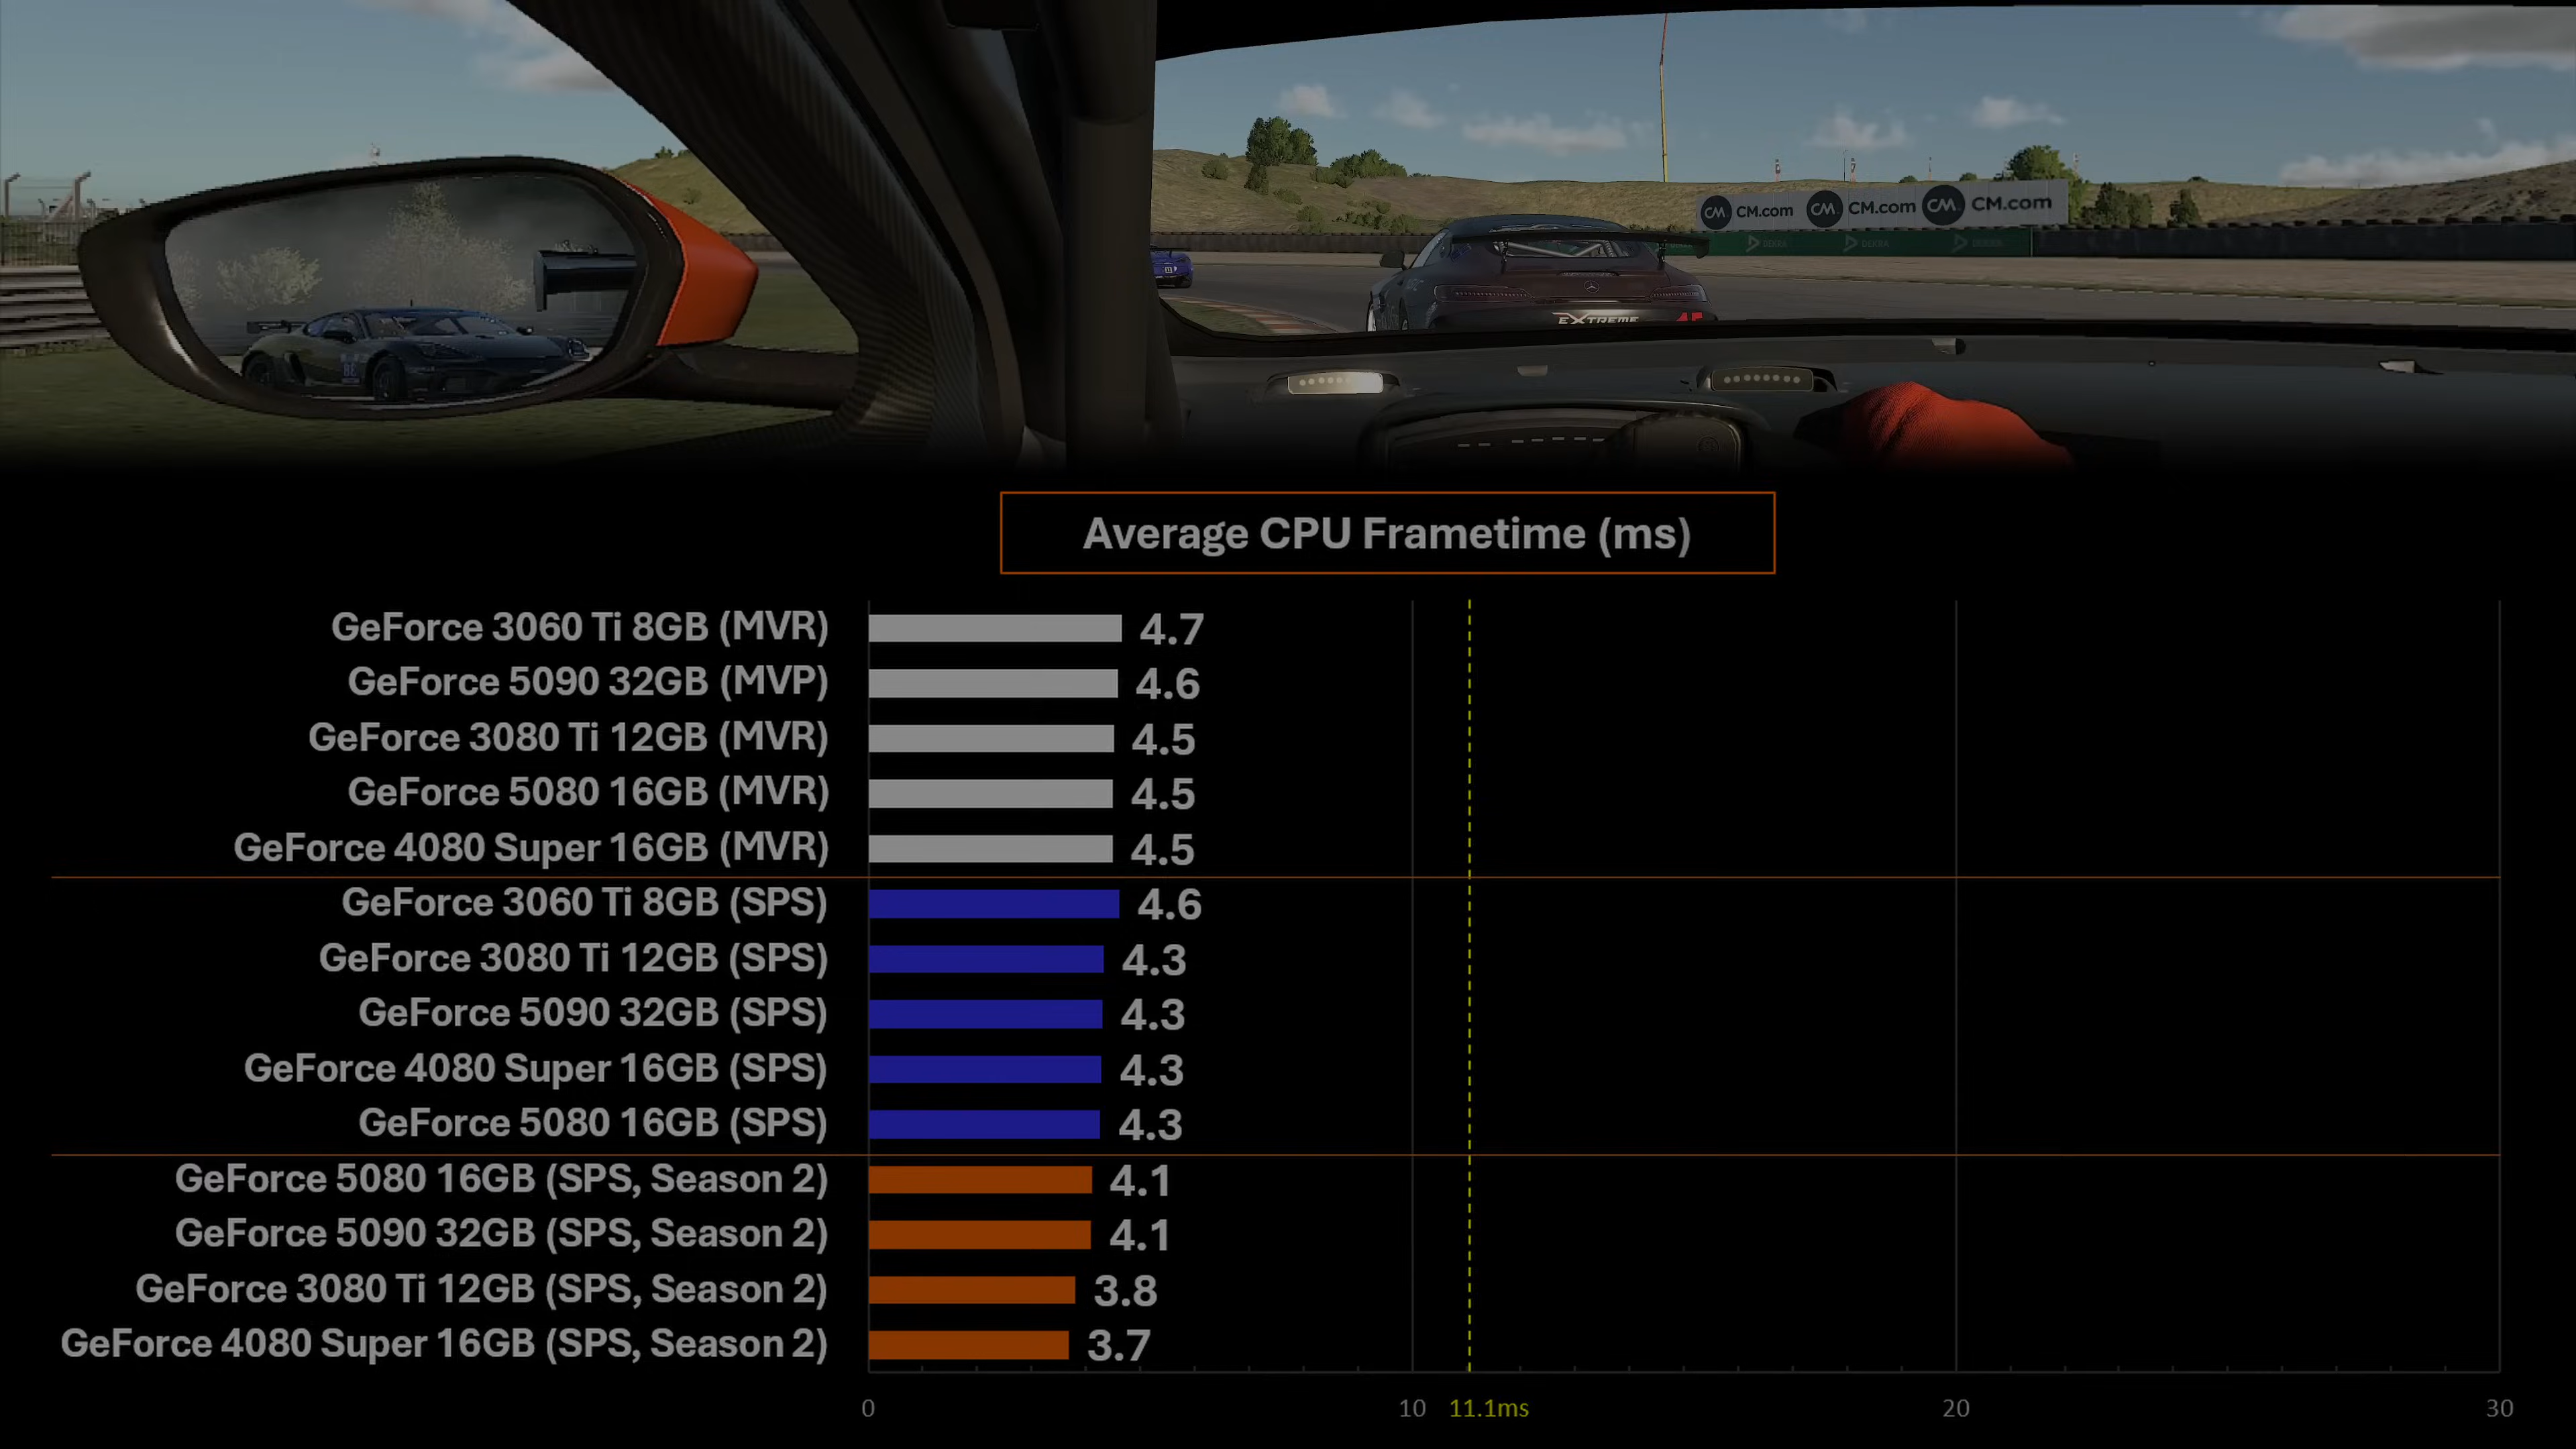 CM CM.com CM CM.com CM CM.com
DEKRA DEKRA DEKRA
EXTREME
Average CPU Frametime (ms)
GeForce 3060 Ti 8GB (MVR) 4.7
GeForce 5090 32GB (MVP) 4.6
GeForce 3080 Ti 12GB (MVR) 4.5
GeForce 5080 16GB (MVR) 4.5
GeForce 4080 Super 16GB (MVR) 4.5
GeForce 3060 Ti 8GB (SPS) 4.6
GeForce 3080 Ti 12GB (SPS) 4.3
GeForce 5090 32GB (SPS) 4.3
GeForce 4080 Super 16GB (SPS) 4.3
GeForce 5080 16GB (SPS) 4.3
GeForce 5080 16GB (SPS, Season 2) 4.1
GeForce 5090 32GB (SPS, Season 2) 4.1
GeForce 3080 Ti 12GB (SPS, Season 2) 3.8
GeForce 4080 Super 16GB (SPS, Season 2) 3.7
0 10 11.1ms 20 30